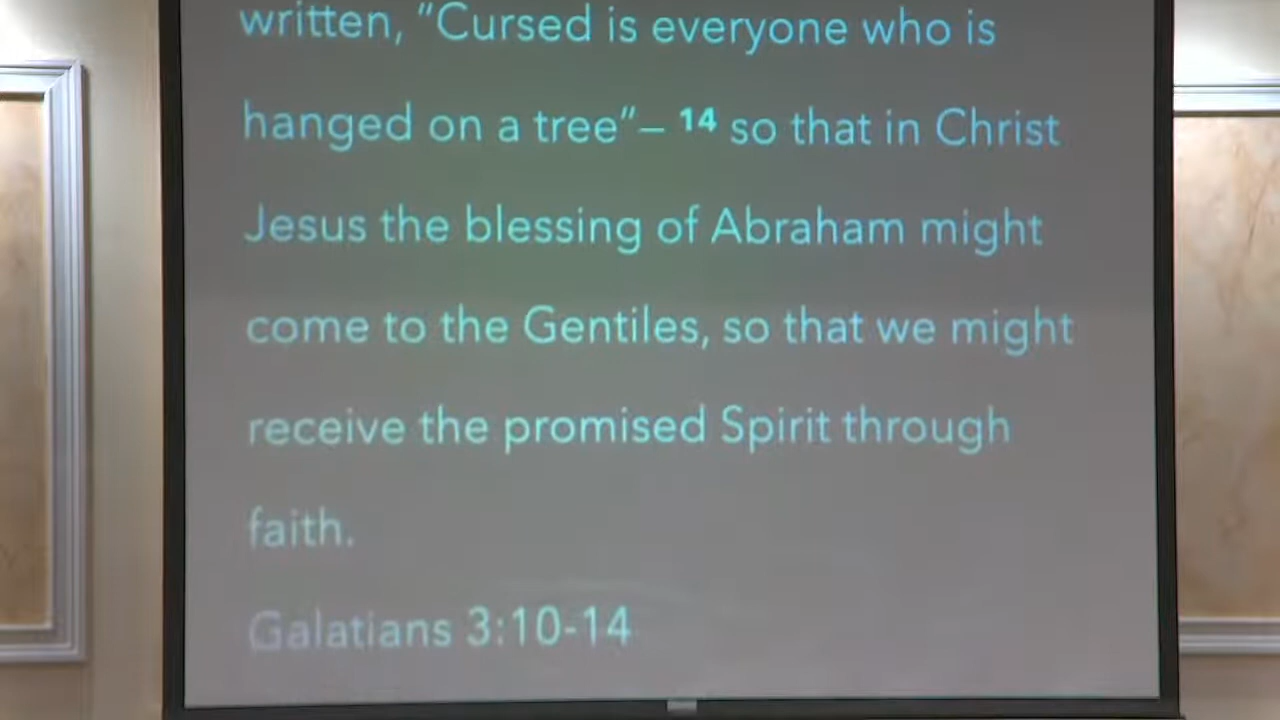 written, "Cursed is everyone who is
hanged on a tree"– 14 so that in Christ
Jesus the blessing of Abraham might
come to the Gentiles, so that we might
receive the promised Spirit through
faith.
Galatians 3:10-14